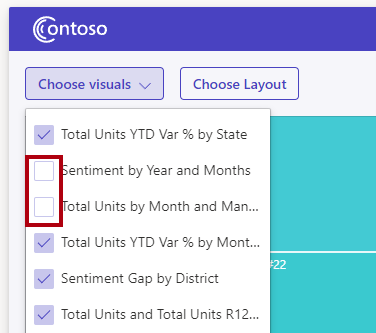 Contoso
Choose visuals
Choose Layout
Total Units YTD Var % by State
Sentiment by Year and Months
Total Units by Month and Man...
Total Units YTD Var % by Mont...
#22
Sentiment Gap by District
Total Units and Total Units R12...